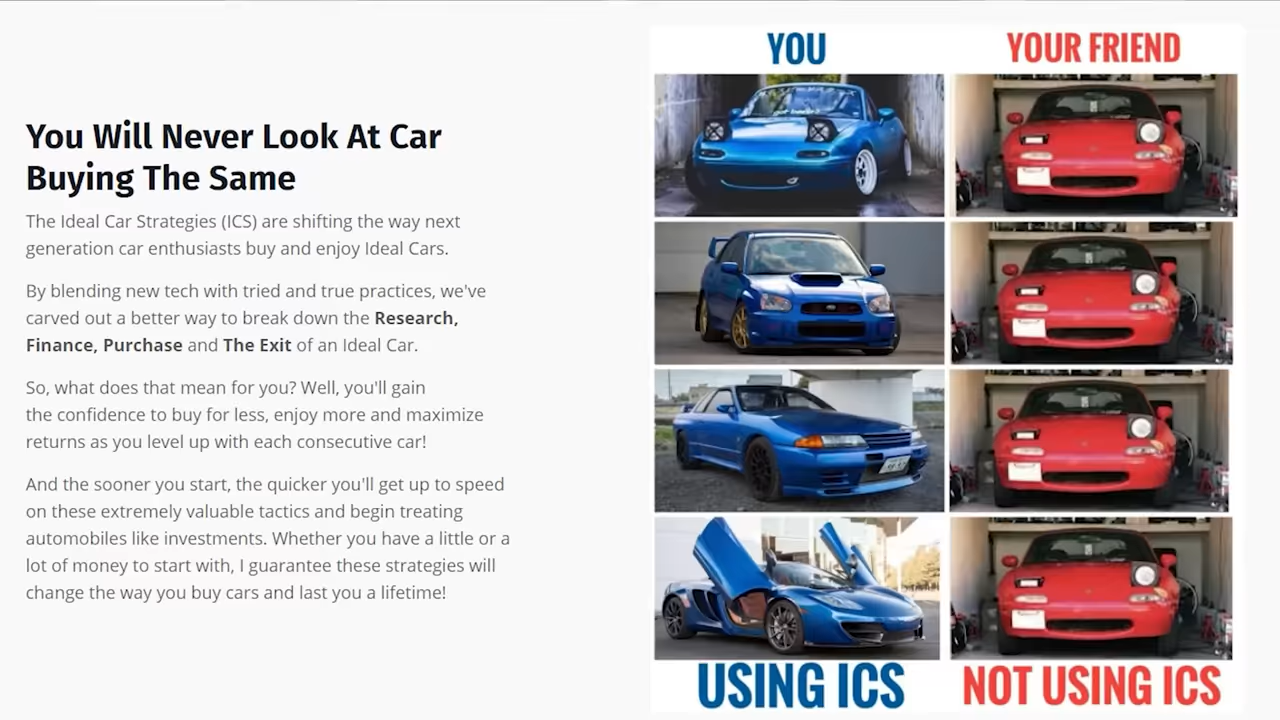 You Will Never Look At Car
Buying The Same
The Ideal Car Strategies (ICS) are shifting the way next
generation car enthusiasts buy and enjoy Ideal Cars.
By blending new tech with tried and true practices, we've
carved out a better way to break down the Research,
Finance, Purchase and The Exit of an Ideal Car.
So, what does that mean for you? Well, you'll gain
the confidence to buy for less, enjoy more and maximize
returns as you level up with each consecutive car!
And the sooner you start, the quicker you'll get up to speed
on these extremely valuable tactics and begin treating
automobiles like investments. Whether you have a little or a
lot of money to start with, I guarantee these strategies will
change the way you buy cars and last you a lifetime!
YOU
YOUR FRIEND
USING ICS
NOT USING ICS